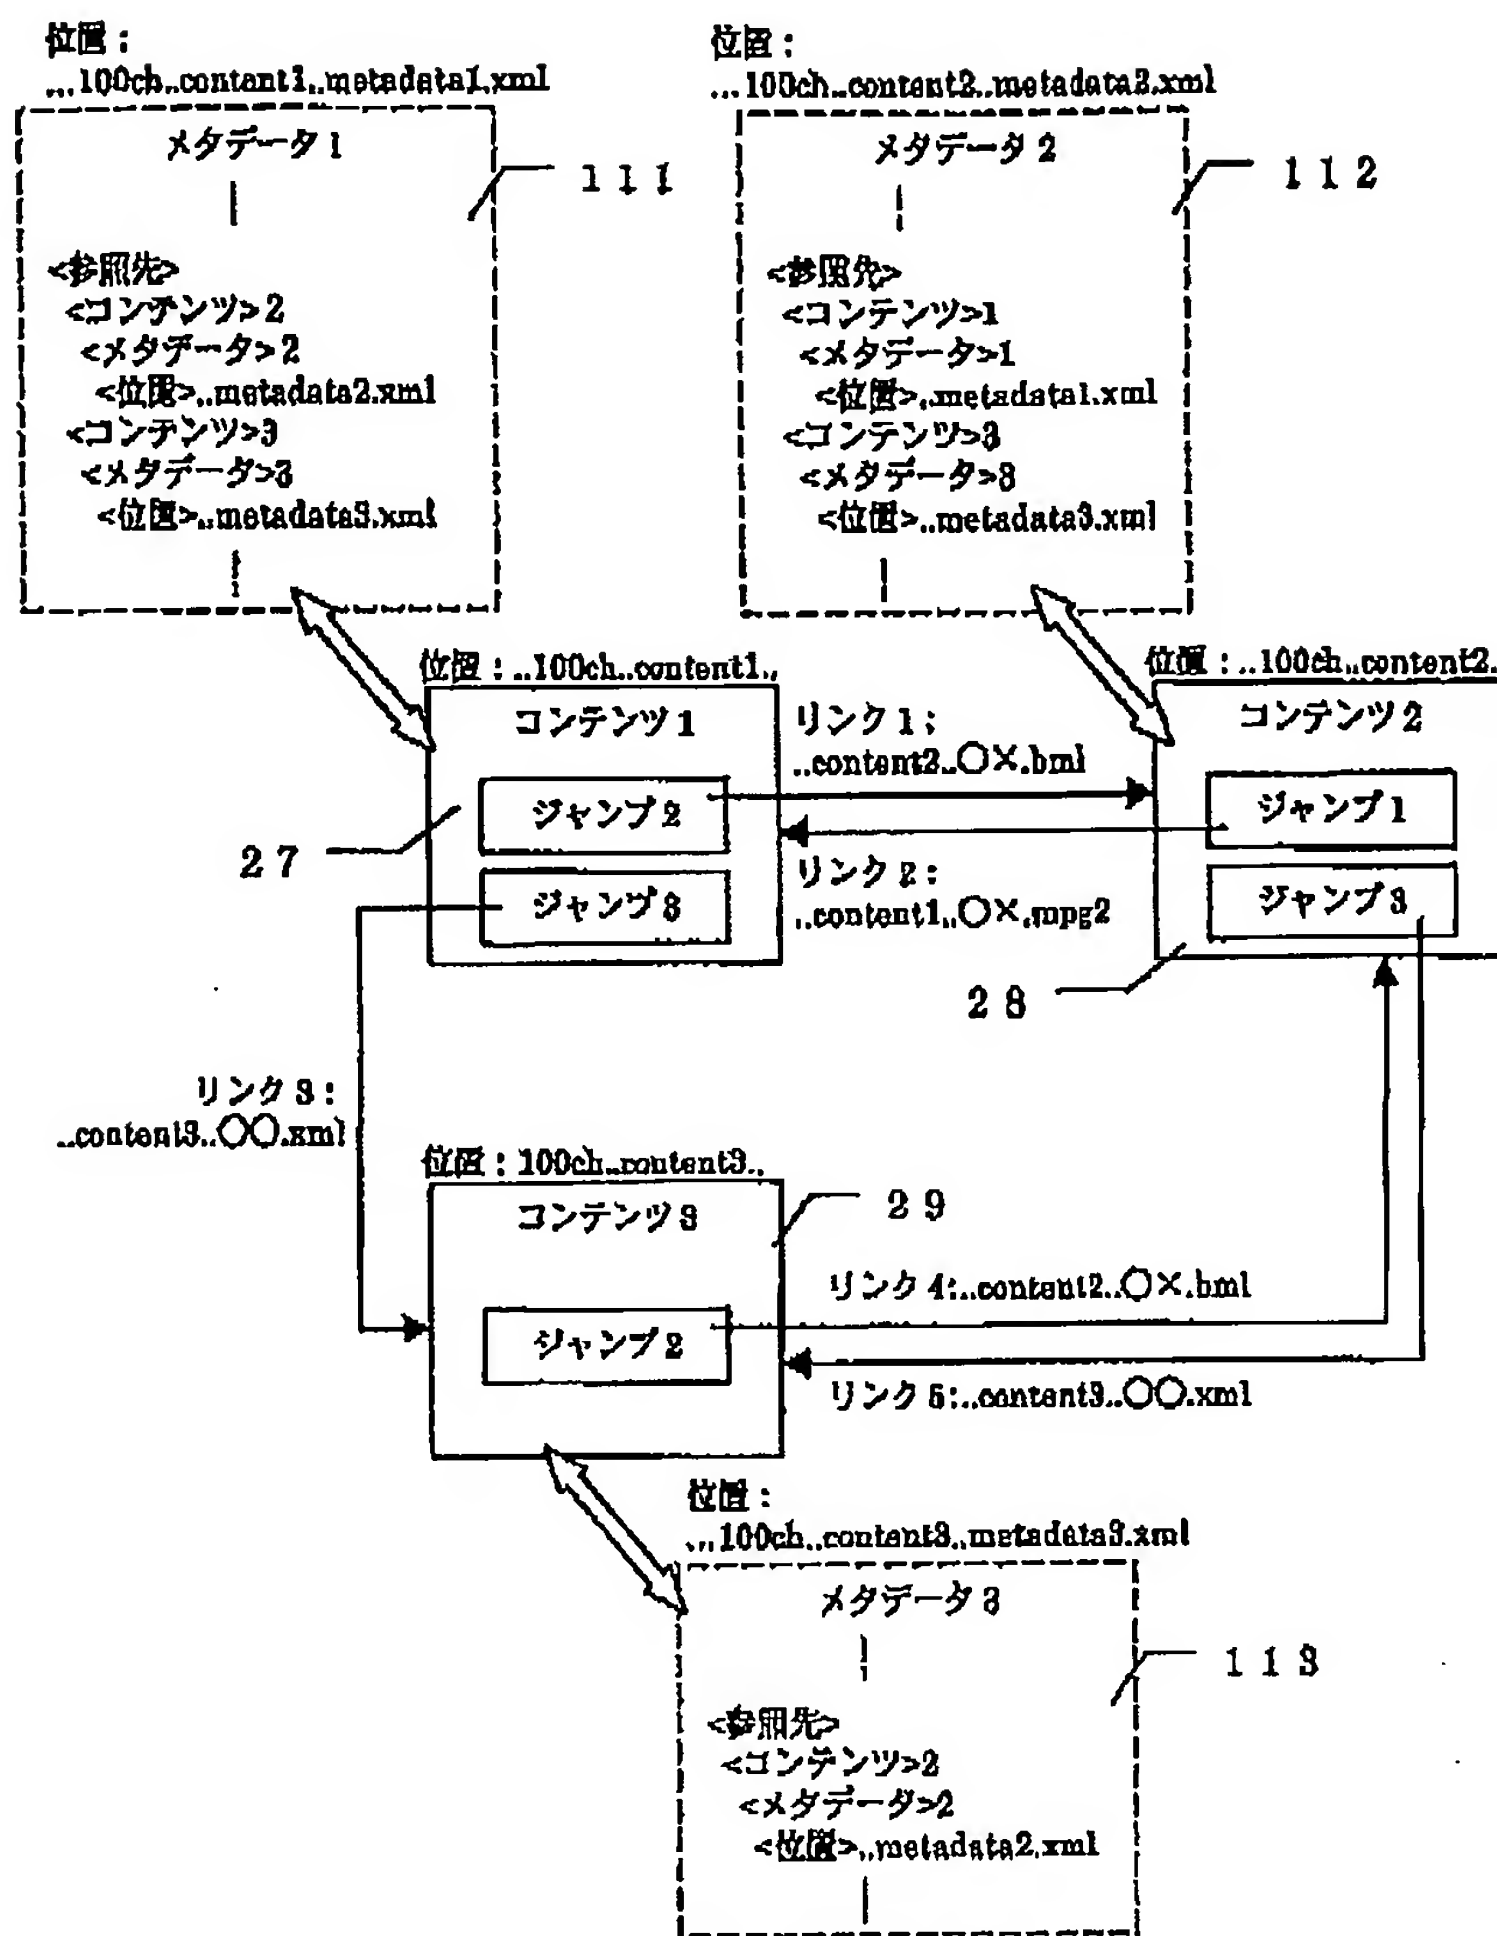 位置：
...100ch..content1..metadata1.xml
メタデータ1
111
<参照先>
<コンテンツ>2
<メタデータ>2
<位置>..metadata2.xml
<コンテンツ>3
<メタデータ>3
<位置>..metadata3.xml
位置：
...100ch..content2..metadata2.xml
メタデータ2
112
<参照先>
<コンテンツ>1
<メタデータ>1
<位置>..metadata1.xml
<コンテンツ>3
<メタデータ>3
<位置>..metadata3.xml
位置：..100ch..content1..
コンテンツ1
ジャンプ2
ジャンプ3
27
リンク1：
..content2..〇×.bml
リンク2：
..content1..〇×.mpg2
位置：..100ch..content2..
コンテンツ2
ジャンプ1
ジャンプ3
28
リンク3：
..content3..〇〇.xml
位置：100ch..content3..
コンテンツ3
29
ジャンプ2
リンク4:..content2..〇×.bml
リンク5:..content3..〇〇.xml
位置：
...100ch..content3..metadata3.xml
メタデータ3
113
<参照先>
<コンテンツ>2
<メタデータ>2
<位置>..metadata2.xml